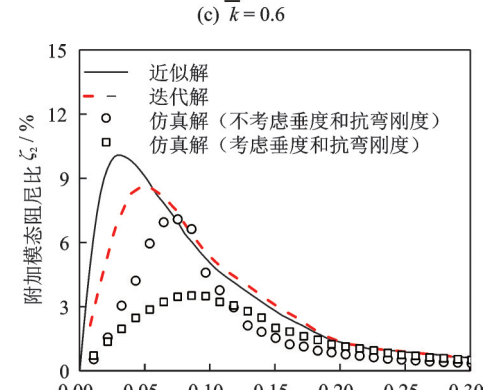 (c) k̅ = 0.6
15
近似解
迭代解
12
仿真解（不考虑垂度和抗弯刚度）
仿真解（考虑垂度和抗弯刚度）
9
6
3
0
附加模态阻尼比 ζ₂ / %
0.00 0.05 0.10 0.15 0.20 0.25 0.30